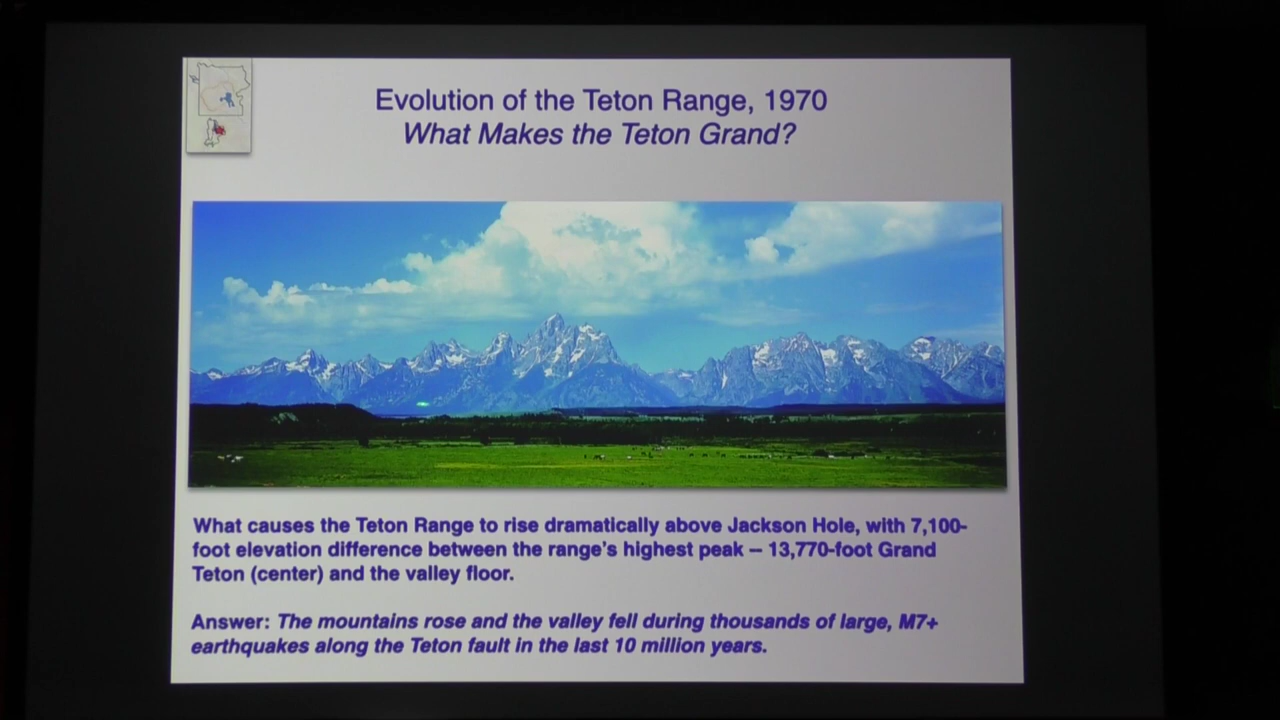 Evolution of the Teton Range, 1970
What Makes the Teton Grand?
What causes the Teton Range to rise dramatically above Jackson Hole, with 7,100-
foot elevation difference between the range's highest peak – 13,770-foot Grand
Teton (center) and the valley floor.
Answer: The mountains rose and the valley fell during thousands of large, M7+
earthquakes along the Teton fault in the last 10 million years.